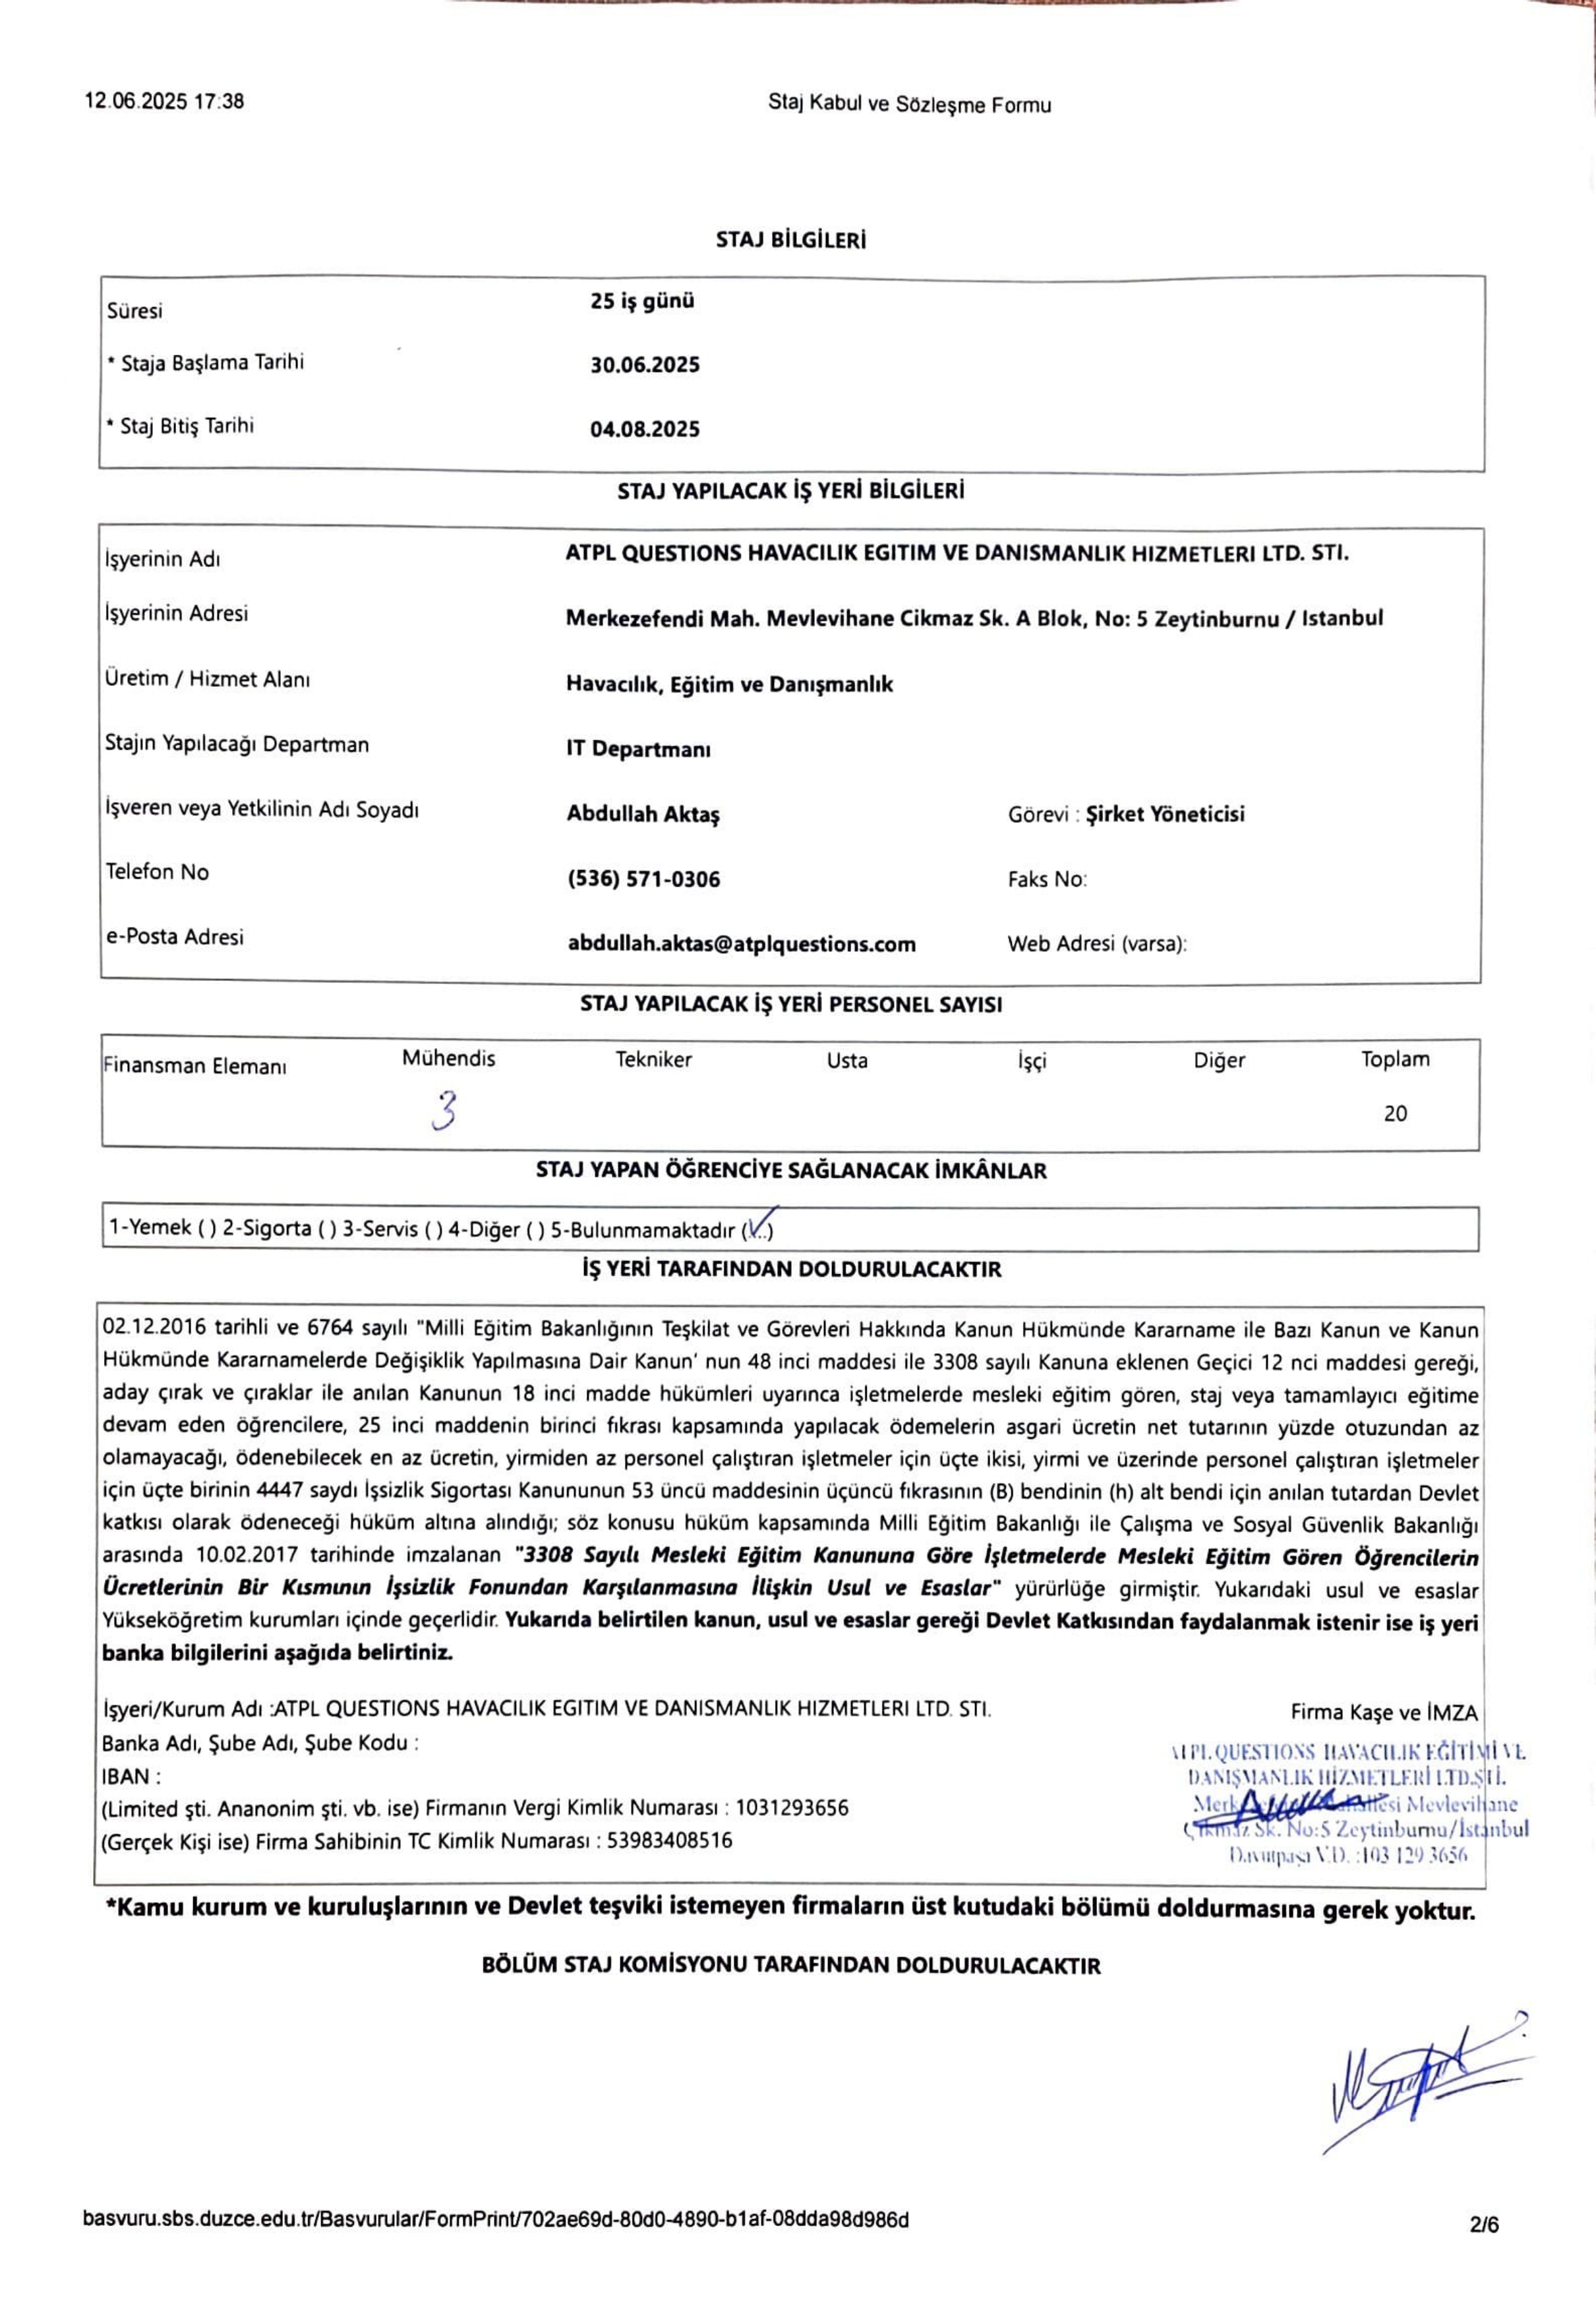 12.06.2025 17:38
Staj Kabul ve Sözleşme Formu
STAJ BİLGİLERİ
Süresi 25 iş günü
* Staja Başlama Tarihi 30.06.2025
* Staj Bitiş Tarihi 04.08.2025
STAJ YAPILACAK İŞ YERİ BİLGİLERİ
İşyerinin Adı ATPL QUESTIONS HAVACILIK EGITIM VE DANISMANLIK HIZMETLERI LTD. STI.
İşyerinin Adresi Merkezefendi Mah. Mevlevihane Cikmaz Sk. A Blok, No: 5 Zeytinburnu / Istanbul
Üretim / Hizmet Alanı Havacılık, Eğitim ve Danışmanlık
Stajın Yapılacağı Departman IT Departmanı
İşveren veya Yetkilinin Adı Soyadı Abdullah Aktaş Görevi : Şirket Yöneticisi
Telefon No (536) 571-0306 Faks No:
e-Posta Adresi abdullah.aktas@atplquestions.com Web Adresi (varsa):
STAJ YAPILACAK İŞ YERİ PERSONEL SAYISI
Finansman Elemanı Mühendis Tekniker Usta İşçi Diğer Toplam
3 20
STAJ YAPAN ÖĞRENCİYE SAĞLANACAK İMKÂNLAR
1-Yemek ( ) 2-Sigorta ( ) 3-Servis ( ) 4-Diğer ( ) 5-Bulunmamaktadır (✓..)
İŞ YERİ TARAFINDAN DOLDURULACAKTIR
02.12.2016 tarihli ve 6764 sayılı "Milli Eğitim Bakanlığının Teşkilat ve Görevleri Hakkında Kanun Hükmünde Kararname ile Bazı Kanun ve Kanun
Hükmünde Kararnamelerde Değişiklik Yapılmasına Dair Kanun' nun 48 inci maddesi ile 3308 sayılı Kanuna eklenen Geçici 12 nci maddesi gereği,
aday çırak ve çıraklar ile anılan Kanunun 18 inci madde hükümleri uyarınca işletmelerde mesleki eğitim gören, staj veya tamamlayıcı eğitime
devam eden öğrencilere, 25 inci maddenin birinci fıkrası kapsamında yapılacak ödemelerin asgari ücretin net tutarının yüzde otuzundan az
olamayacağı, ödenebilecek en az ücretin, yirmiden az personel çalıştıran işletmeler için üçte ikisi, yirmi ve üzerinde personel çalıştıran işletmeler
için üçte birinin 4447 saydı İşsizlik Sigortası Kanununun 53 üncü maddesinin üçüncü fıkrasının (B) bendinin (h) alt bendi için anılan tutardan Devlet
katkısı olarak ödeneceği hüküm altına alındığı; söz konusu hüküm kapsamında Milli Eğitim Bakanlığı ile Çalışma ve Sosyal Güvenlik Bakanlığı
arasında 10.02.2017 tarihinde imzalanan "3308 Sayılı Mesleki Eğitim Kanununa Göre İşletmelerde Mesleki Eğitim Gören Öğrencilerin
Ücretlerinin Bir Kısmının İşsizlik Fonundan Karşılanmasına İlişkin Usul ve Esaslar" yürürlüğe girmiştir. Yukarıdaki usul ve esaslar
Yükseköğretim kurumları içinde geçerlidir. Yukarıda belirtilen kanun, usul ve esaslar gereği Devlet Katkısından faydalanmak istenir ise iş yeri
banka bilgilerini aşağıda belirtiniz.
İşyeri/Kurum Adı :ATPL QUESTIONS HAVACILIK EGITIM VE DANISMANLIK HIZMETLERI LTD. STI.
Banka Adı, Şube Adı, Şube Kodu :
IBAN :
(Limited şti. Ananonim şti. vb. ise) Firmanın Vergi Kimlik Numarası : 1031293656
(Gerçek Kişi ise) Firma Sahibinin TC Kimlik Numarası : 53983408516
Firma Kaşe ve İMZA
ATPL QUESTIONS HAVACILIK EĞİTİMİ VE
DANIŞMANLIK HİZMETLERİ LTD.ŞTİ.
Mevlevihane
Çıkmaz Sk. No:5 Zeytinburnu/İstanbul
Davutpaşa V.D. :103 129 3656
*Kamu kurum ve kuruluşlarının ve Devlet teşviki istemeyen firmaların üst kutudaki bölümü doldurmasına gerek yoktur.
BÖLÜM STAJ KOMİSYONU TARAFINDAN DOLDURULACAKTIR
basvuru.sbs.duzce.edu.tr/Basvurular/FormPrint/702ae69d-80d0-4890-b1af-08dda98d986d
2/6